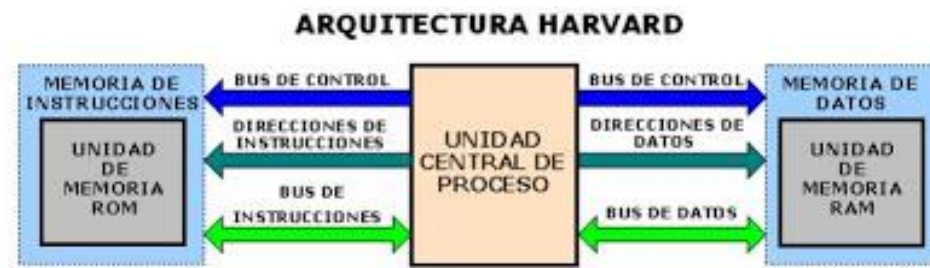 ARQUITECTURA HARVARD
MEMORIA DE
INSTRUCCIONES
UNIDAD
DE
MEMORIA
ROM
BUS DE CONTROL
DIRECCIONES DE
INSTRUCCIONES
BUS DE
INSTRUCCIONES
UNIDAD
CENTRAL DE
PROCESO
BUS DE CONTROL
DIRECCIONES DE
DATOS
BUS DE DATOS
MEMORIA DE
DATOS
UNIDAD
DE
MEMORIA
RAM